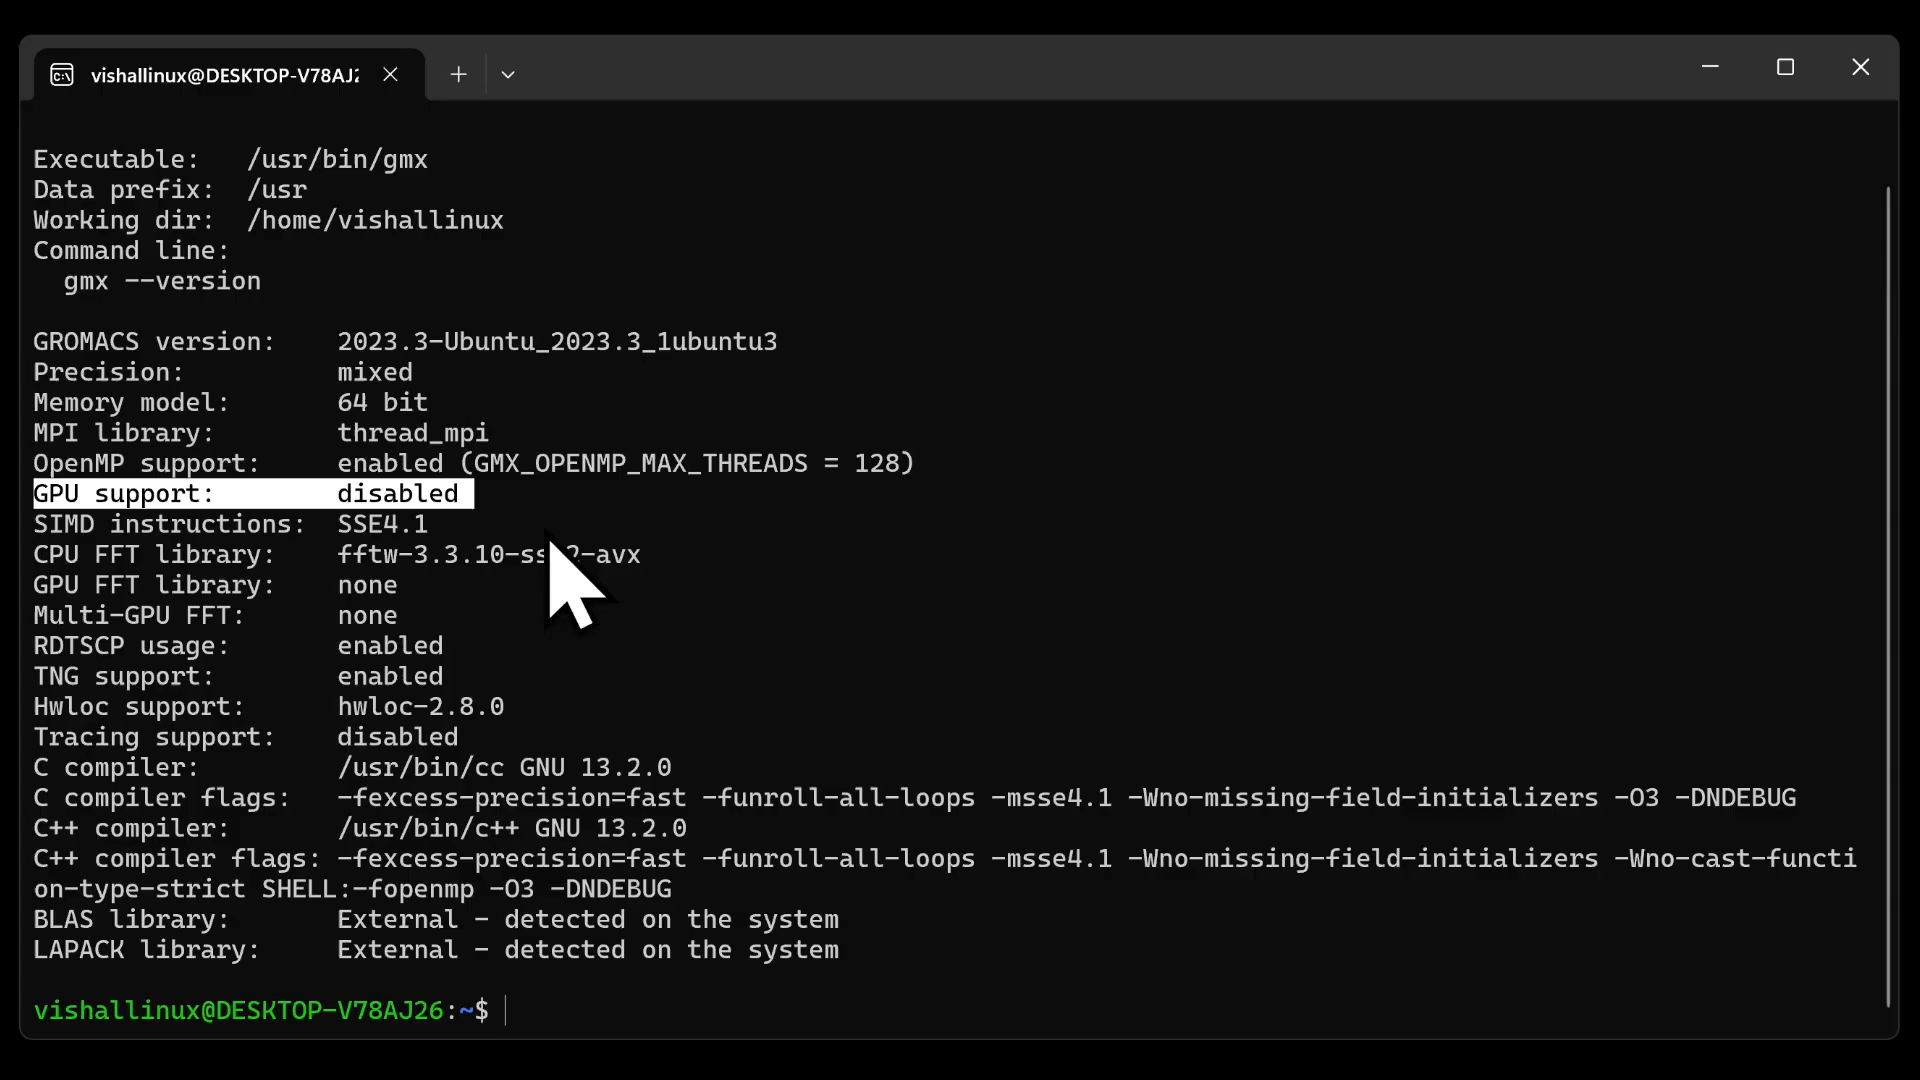 vishallinux@DESKTOP-V78AJ2
Executable: /usr/bin/gmx
Data prefix: /usr
Working dir: /home/vishallinux
Command line:
gmx --version
GROMACS version: 2023.3-Ubuntu_2023.3_1ubuntu3
Precision: mixed
Memory model: 64 bit
MPI library: thread_mpi
OpenMP support: enabled (GMX_OPENMP_MAX_THREADS = 128)
GPU support: disabled
SIMD instructions: SSE4.1
CPU FFT library: fftw-3.3.10-sse2-avx
GPU FFT library: none
Multi-GPU FFT: none
RDTSCP usage: enabled
TNG support: enabled
Hwloc support: hwloc-2.8.0
Tracing support: disabled
C compiler: /usr/bin/cc GNU 13.2.0
C compiler flags: -fexcess-precision=fast -funroll-all-loops -msse4.1 -Wno-missing-field-initializers -O3 -DNDEBUG
C++ compiler: /usr/bin/c++ GNU 13.2.0
C++ compiler flags: -fexcess-precision=fast -funroll-all-loops -msse4.1 -Wno-missing-field-initializers -Wno-cast-functi
on-type-strict SHELL:-fopenmp -O3 -DNDEBUG
BLAS library: External - detected on the system
LAPACK library: External - detected on the system
vishallinux@DESKTOP-V78AJ26:~$